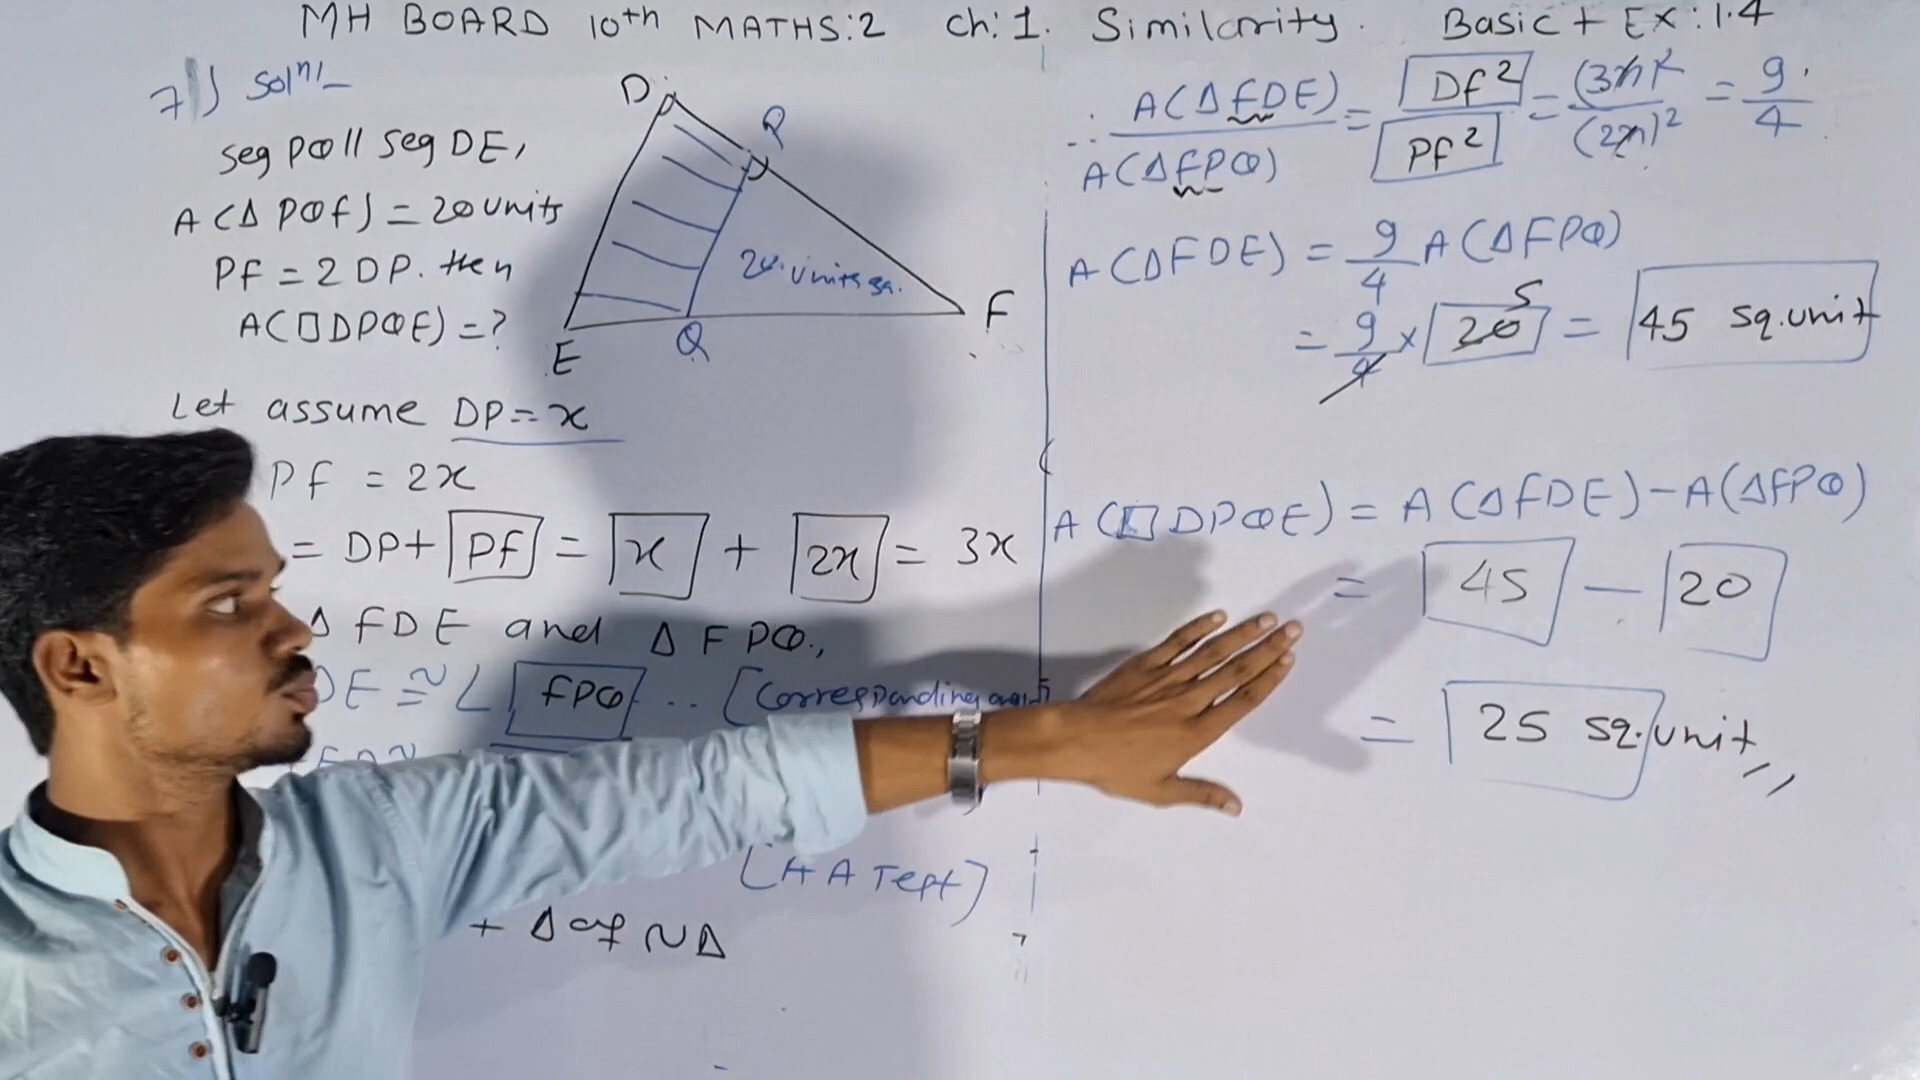 MH BOARD 10th MATHS:2 Ch:1. Similarity. Basic + EX:1.4
7) Solⁿ:-
seg PQ || seg DE,
A(Δ PQF) = 20 units
PF = 2 DP. then
A(□DPQE) = ?
D
P
20 units sq.
E
Q
F
Let assume DP = x
PF = 2x
= DP + PF = x + 2x = 3x
Δ FDE and Δ FPQ.,
DE ≅ ∠ FPQ .. [Corresponding
[A A Test]
Δ of ~ Δ
∴ A(Δ FDE) / A(Δ FPQ) = DF² / PF² = (3x)² / (2x)² = 9 / 4
A(Δ FDE) = 9/4 A(Δ FPQ)
= 9/4 × 20 5 = 45 sq.unit
A(□ DPQE) = A(Δ FDE) - A(Δ FPQ)
= 45 - 20
= 25 sq.unit,,